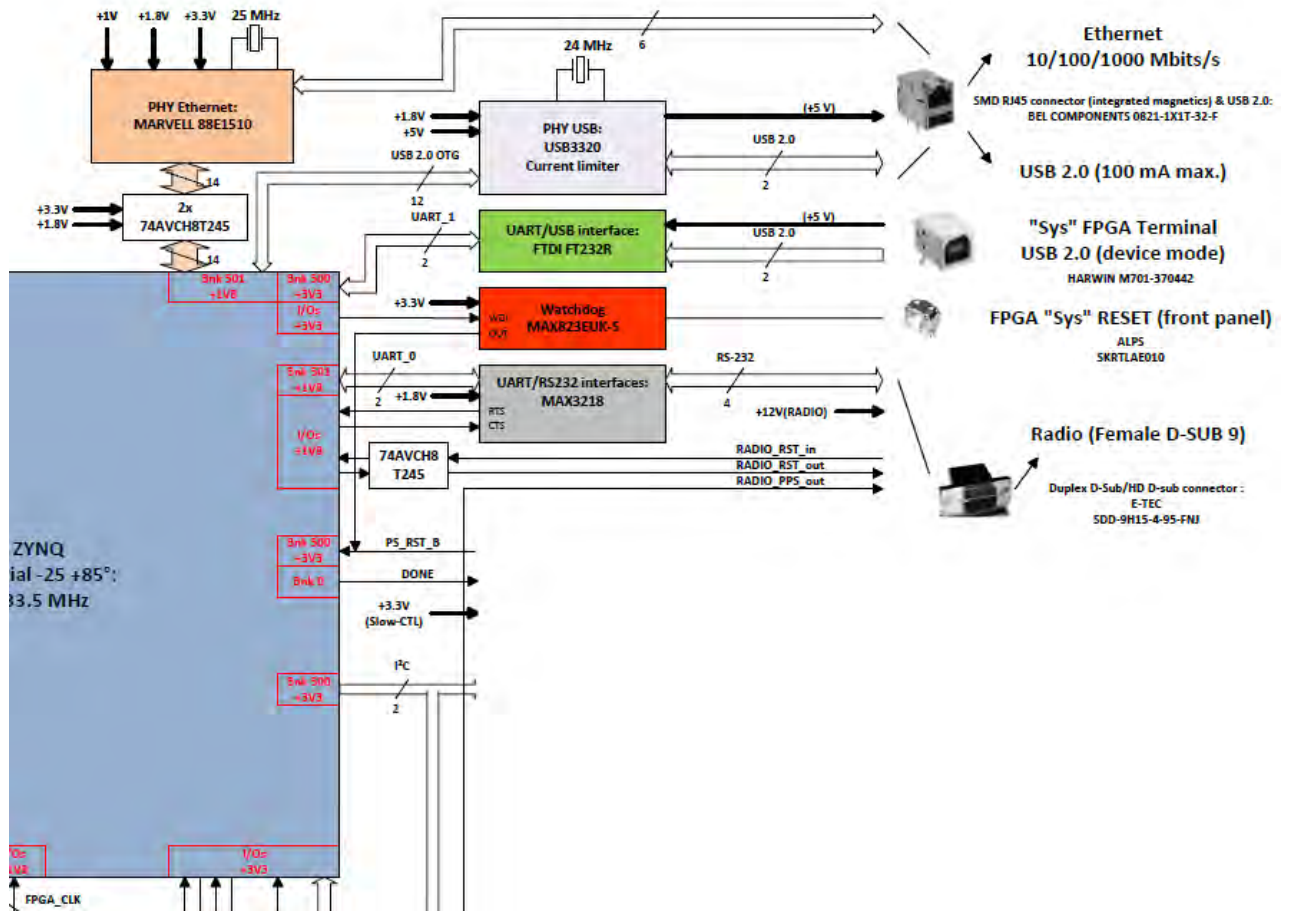 +1V +1.8V +3.3V 25 MHz
6
24 MHz
Ethernet
10/100/1000 Mbits/s
SMD RJ45 connector (integrated magnetics) & USB 2.0:
BEL COMPONENTS 0821-1X1T-32-F
USB 2.0 (100 mA max.)
PHY Ethernet:
MARVELL 88E1510
+1.8V
+5V
PHY USB:
USB3320
Current limiter
(+5 V)
USB 2.0
2
USB 2.0 OTG
12
14
+3.3V
+1.8V
2x
74AVCH8T245
14
UART_1
2
UART/USB interface:
FTDI FT232R
(+5 V)
USB 2.0
2
"Sys" FPGA Terminal
USB 2.0 (device mode)
HARWIN M701-370442
Bnk 501
+1V8
Bnk 500
+3V3
I/Os
+3V3
+3.3V
WDI
OUT
Watchdog
MAX823EUK-S
FPGA "Sys" RESET (front panel)
ALPS
SKRTLAE010
UART_0
2
+1.8V
UART/RS232 interfaces:
MAX3218
RTS
CTS
RS-232
4
+12V(RADIO)
Bnk 501
+1V8
I/Os
+1V8
74AVCH8
T245
RADIO_RST_in
RADIO_RST_out
RADIO_PPS_out
Radio (Female D-SUB 9)
Duplex D-Sub/HD D-sub connector :
E-TEC
SDD-9H15-4-95-FNJ
ZYNQ
ial -25 +85°:
33.5 MHz
Bnk 500
+3V3
Bnk 0
PS_RST_B
DONE
+3.3V
(Slow-CTL)
I²C
2
Bnk 500
+3V3
I/Os
+3V3
FPGA_CLK